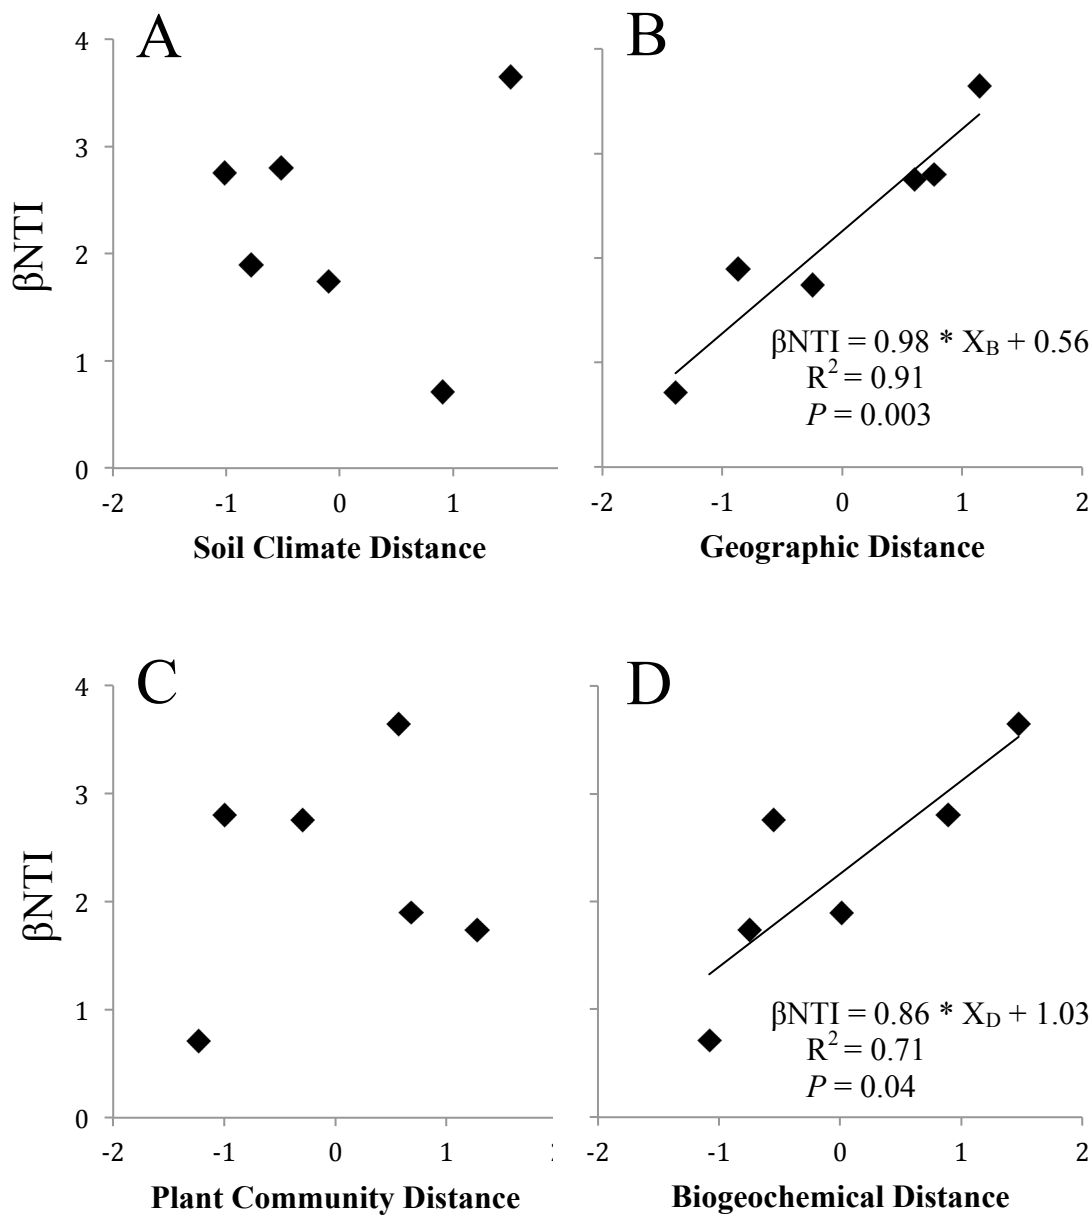 A
B
4
3
2
1
0
βNTI
-2 -1 0 1
-2 -1 0 1 2
βNTI = 0.98 * X_B + 0.56
R² = 0.91
P = 0.003
Soil Climate Distance
Geographic Distance
C
D
4
3
2
1
0
βNTI
-2 -1 0 1
-2 -1 0 1 2
βNTI = 0.86 * X_D + 1.03
R² = 0.71
P = 0.04
Plant Community Distance
Biogeochemical Distance